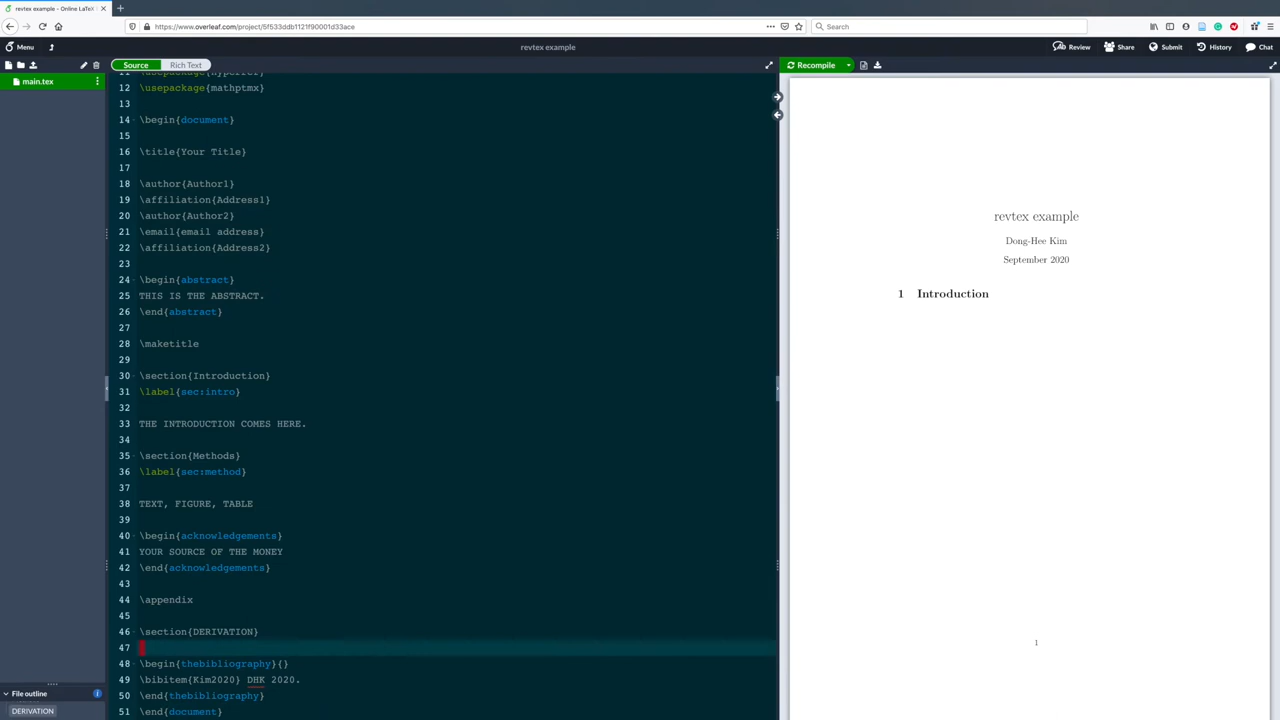 revtex example - Online LaTeX
https://www.overleaf.com/project/5f533ddb1121f90001d33ace
Search
Menu
revtex example
Review
Share
Submit
History
Chat
Source
Rich Text
Recompile
main.tex
11 \usepackage{hyperref}
12 \usepackage{mathptmx}
13
14 \begin{document}
15
16 \title{Your Title}
17
18 \author{Author1}
19 \affiliation{Address1}
20 \author{Author2}
21 \email{email address}
22 \affiliation{Address2}
23
24 \begin{abstract}
25 THIS IS THE ABSTRACT.
26 \end{abstract}
27
28 \maketitle
29
30 \section{Introduction}
31 \label{sec:intro}
32
33 THE INTRODUCTION COMES HERE.
34
35 \section{Methods}
36 \label{sec:method}
37
38 TEXT, FIGURE, TABLE
39
40 \begin{acknowledgements}
41 YOUR SOURCE OF THE MONEY
42 \end{acknowledgements}
43
44 \appendix
45
46 \section{DERIVATION}
47
48 \begin{thebibliography}{}
49 \bibitem{Kim2020} DHK 2020.
50 \end{thebibliography}
51 \end{document}
File outline
DERIVATION
revtex example
Dong-Hee Kim
September 2020
1 Introduction
1